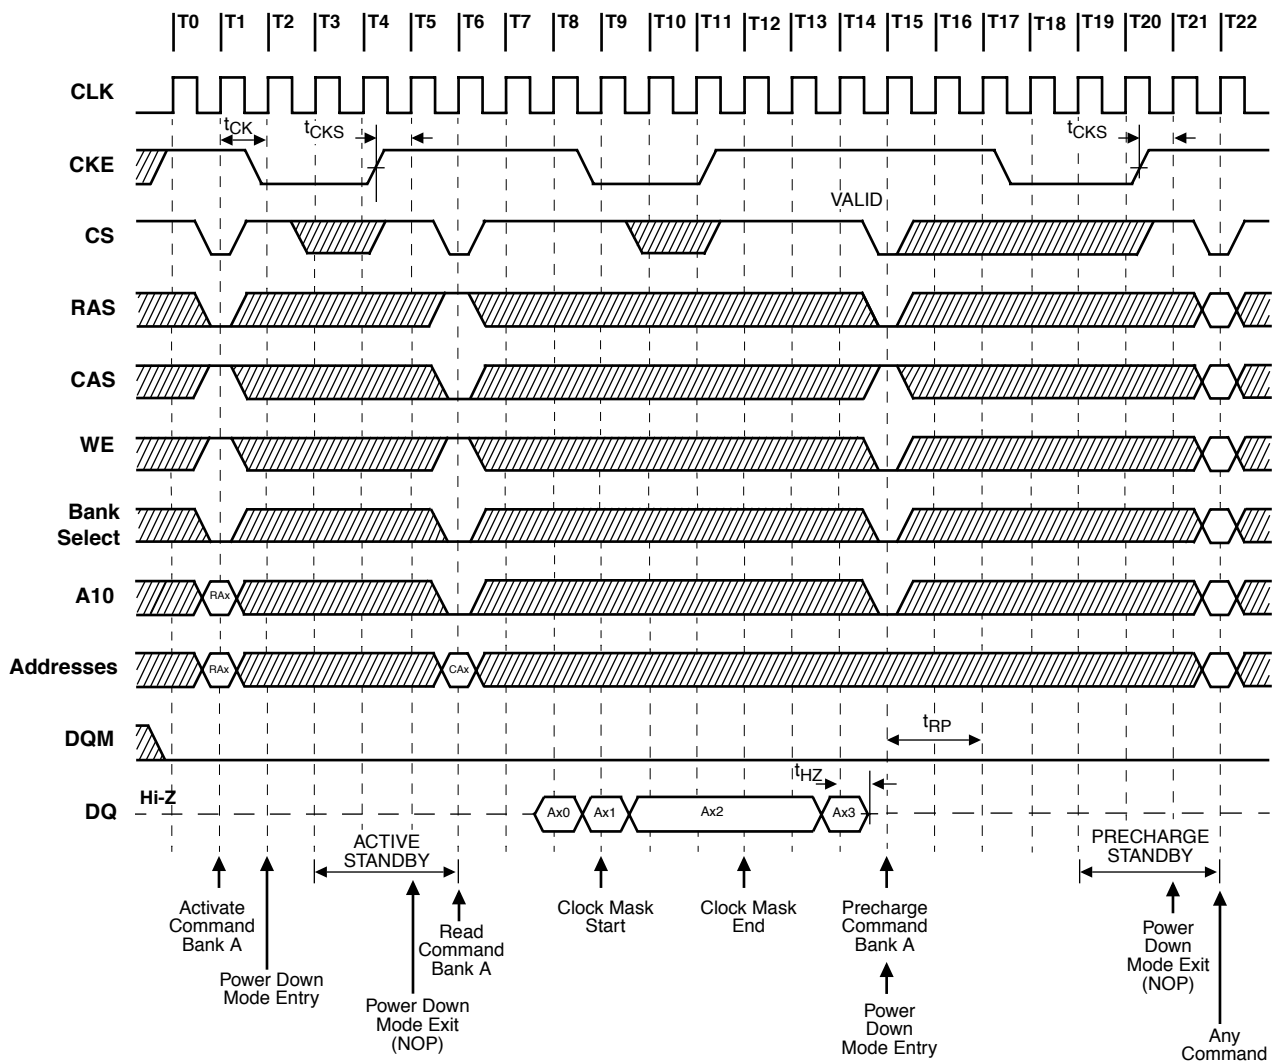 T0 T1 T2 T3 T4 T5 T6 T7 T8 T9 T10 T11 T12 T13 T14 T15 T16 T17 T18 T19 T20 T21 T22
CLK
tCK tCKS tCKS
CKE
VALID
CS
RAS
CAS
WE
Bank
Select
A10 RAx
Addresses RAx CAx
DQM
tRP
tHZ
Hi-Z
DQ Ax0 Ax1 Ax2 Ax3
ACTIVE
STANDBY
PRECHARGE
STANDBY
Activate
Command
Bank A
Power Down
Mode Entry
Power Down
Mode Exit
(NOP)
Read
Command
Bank A
Clock Mask
Start
Clock Mask
End
Precharge
Command
Bank A
Power
Down
Mode Entry
Power
Down
Mode Exit
(NOP)
Any
Command